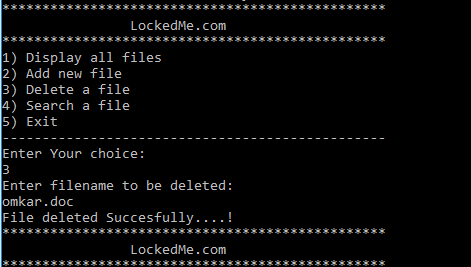 ************************************************
LockedMe.com
************************************************
1) Display all files
2) Add new file
3) Delete a file
4) Search a file
5) Exit
------------------------------------------------
Enter Your choice:
3
Enter filename to be deleted:
omkar.doc
File deleted Succesfully....!
************************************************
LockedMe.com
************************************************